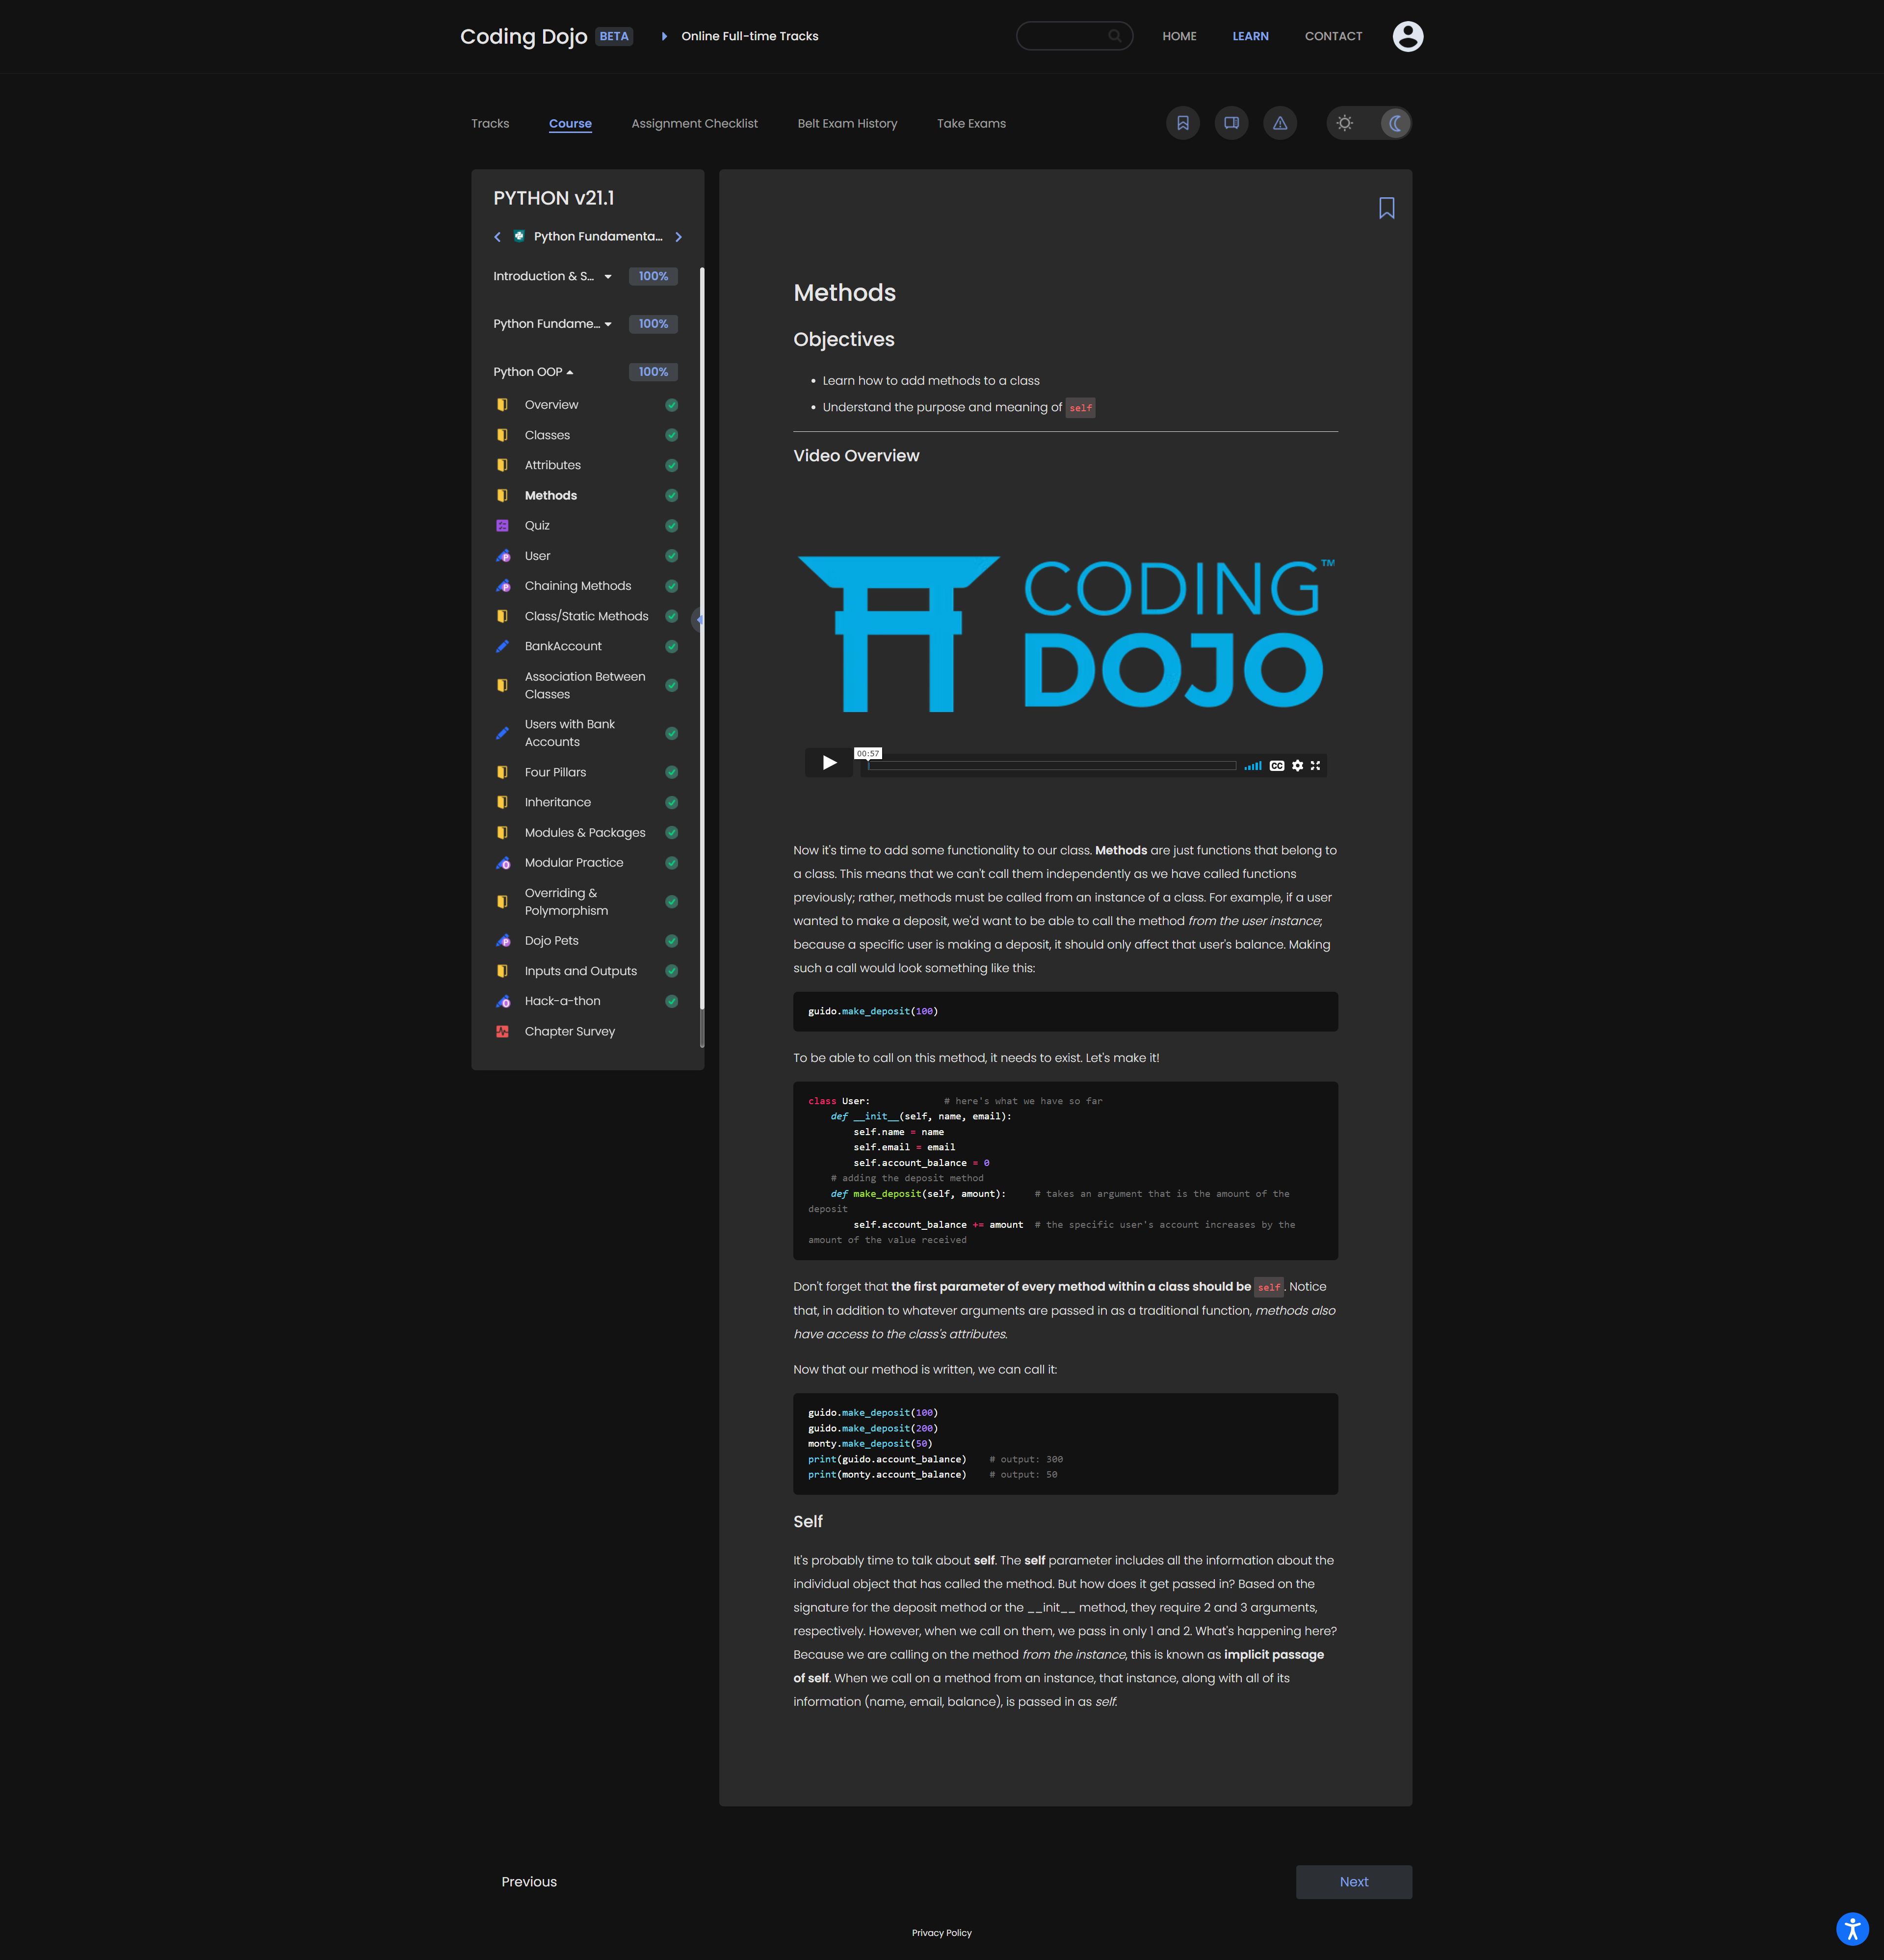 Coding Dojo BETA Online Full-time Tracks HOME LEARN CONTACT
Tracks Course Assignment Checklist Belt Exam History Take Exams
PYTHON v21.1
Python Fundamenta...
Introduction & S... 100%
Python Fundame... 100%
Python OOP 100%
Overview
Classes
Attributes
Methods
Quiz
User
Chaining Methods
Class/Static Methods
BankAccount
Association Between
Classes
Users with Bank
Accounts
Four Pillars
Inheritance
Modules & Packages
Modular Practice
Overriding &
Polymorphism
Dojo Pets
Inputs and Outputs
Hack-a-thon
Chapter Survey
Methods
Objectives
• Learn how to add methods to a class
• Understand the purpose and meaning of self
Video Overview
CODING™
DOJO
00:57
CC
Now it's time to add some functionality to our class. Methods are just functions that belong to
a class. This means that we can't call them independently as we have called functions
previously; rather, methods must be called from an instance of a class. For example, if a user
wanted to make a deposit, we'd want to be able to call the method from the user instance;
because a specific user is making a deposit, it should only affect that user's balance. Making
such a call would look something like this:
guido.make_deposit(100)
To be able to call on this method, it needs to exist. Let's make it!
class User:             # here's what we have so far
    def __init__(self, name, email):
        self.name = name
        self.email = email
        self.account_balance = 0
    # adding the deposit method
    def make_deposit(self, amount):     # takes an argument that is the amount of the
deposit
        self.account_balance += amount  # the specific user's account increases by the
amount of the value received
Don't forget that the first parameter of every method within a class should be self. Notice
that, in addition to whatever arguments are passed in as a traditional function, methods also
have access to the class's attributes.
Now that our method is written, we can call it:
guido.make_deposit(100)
guido.make_deposit(200)
monty.make_deposit(50)
print(guido.account_balance)    # output: 300
print(monty.account_balance)    # output: 50
Self
It's probably time to talk about self. The self parameter includes all the information about the
individual object that has called the method. But how does it get passed in? Based on the
signature for the deposit method or the __init__ method, they require 2 and 3 arguments,
respectively. However, when we call on them, we pass in only 1 and 2. What's happening here?
Because we are calling on the method from the instance, this is known as implicit passage
of self. When we call on a method from an instance, that instance, along with all of its
information (name, email, balance), is passed in as self.
Previous Next
Privacy Policy